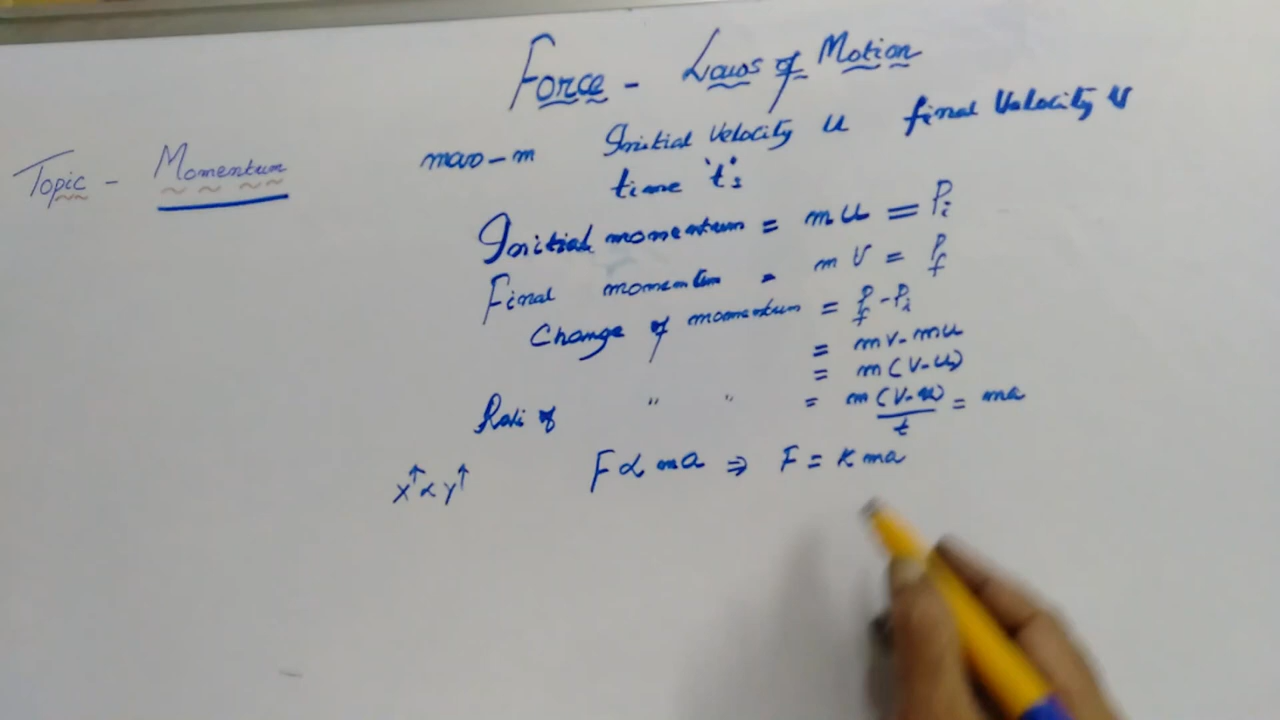 Force - Laws of Motion
Topic - Momentum
mass - m Initial Velocity u final Velocity v
time 't's
Initial momentum = mu = Pi
Final momentum = mv = Pf
Change of momentum = Pf - Pi
= mv - mu
= m(v-u)
Rate of " " = m(v-u)/t = ma
x↑ ∝ y↑
F ∝ ma ⇒ F = K ma